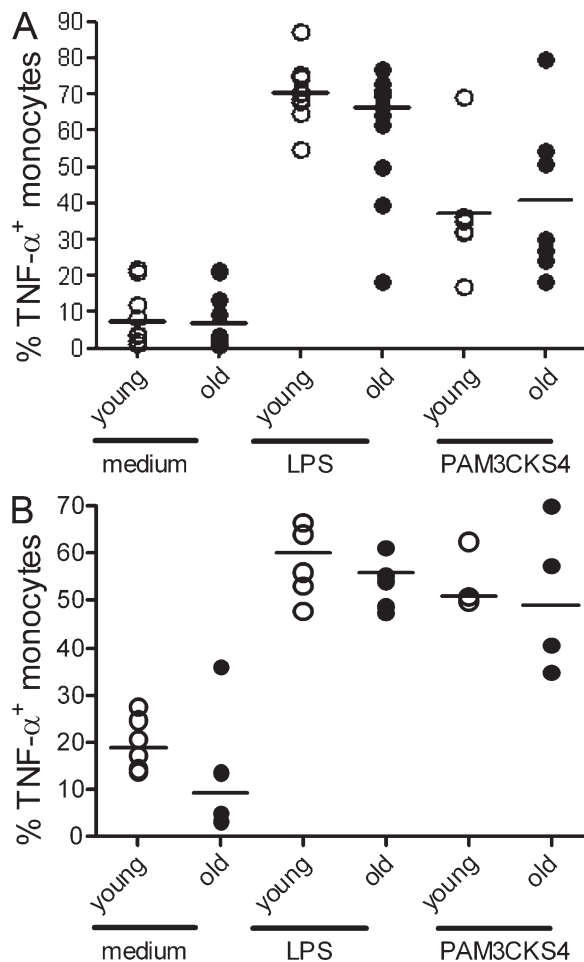 A
% TNF-α+ monocytes
90
80
70
60
50
40
30
20
10
0
young old young old young old
medium LPS PAM3CKS4
B
% TNF-α+ monocytes
70
60
50
40
30
20
10
0
young old young old young old
medium LPS PAM3CKS4